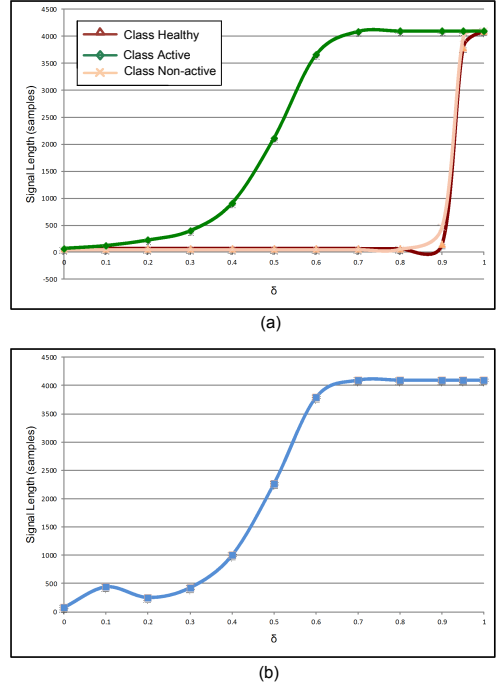 4500
4000
3500
3000
2500
2000
1500
1000
500
0
-500
Signal Length (samples)
Class Healthy
Class Active
Class Non-active
0 0.1 0.2 0.3 0.4 0.5 0.6 0.7 0.8 0.9 1
δ
(a)
4500
4000
3500
3000
2500
2000
1500
1000
500
0
Signal Length (samples)
0 0.1 0.2 0.3 0.4 0.5 0.6 0.7 0.8 0.9 1
δ
(b)